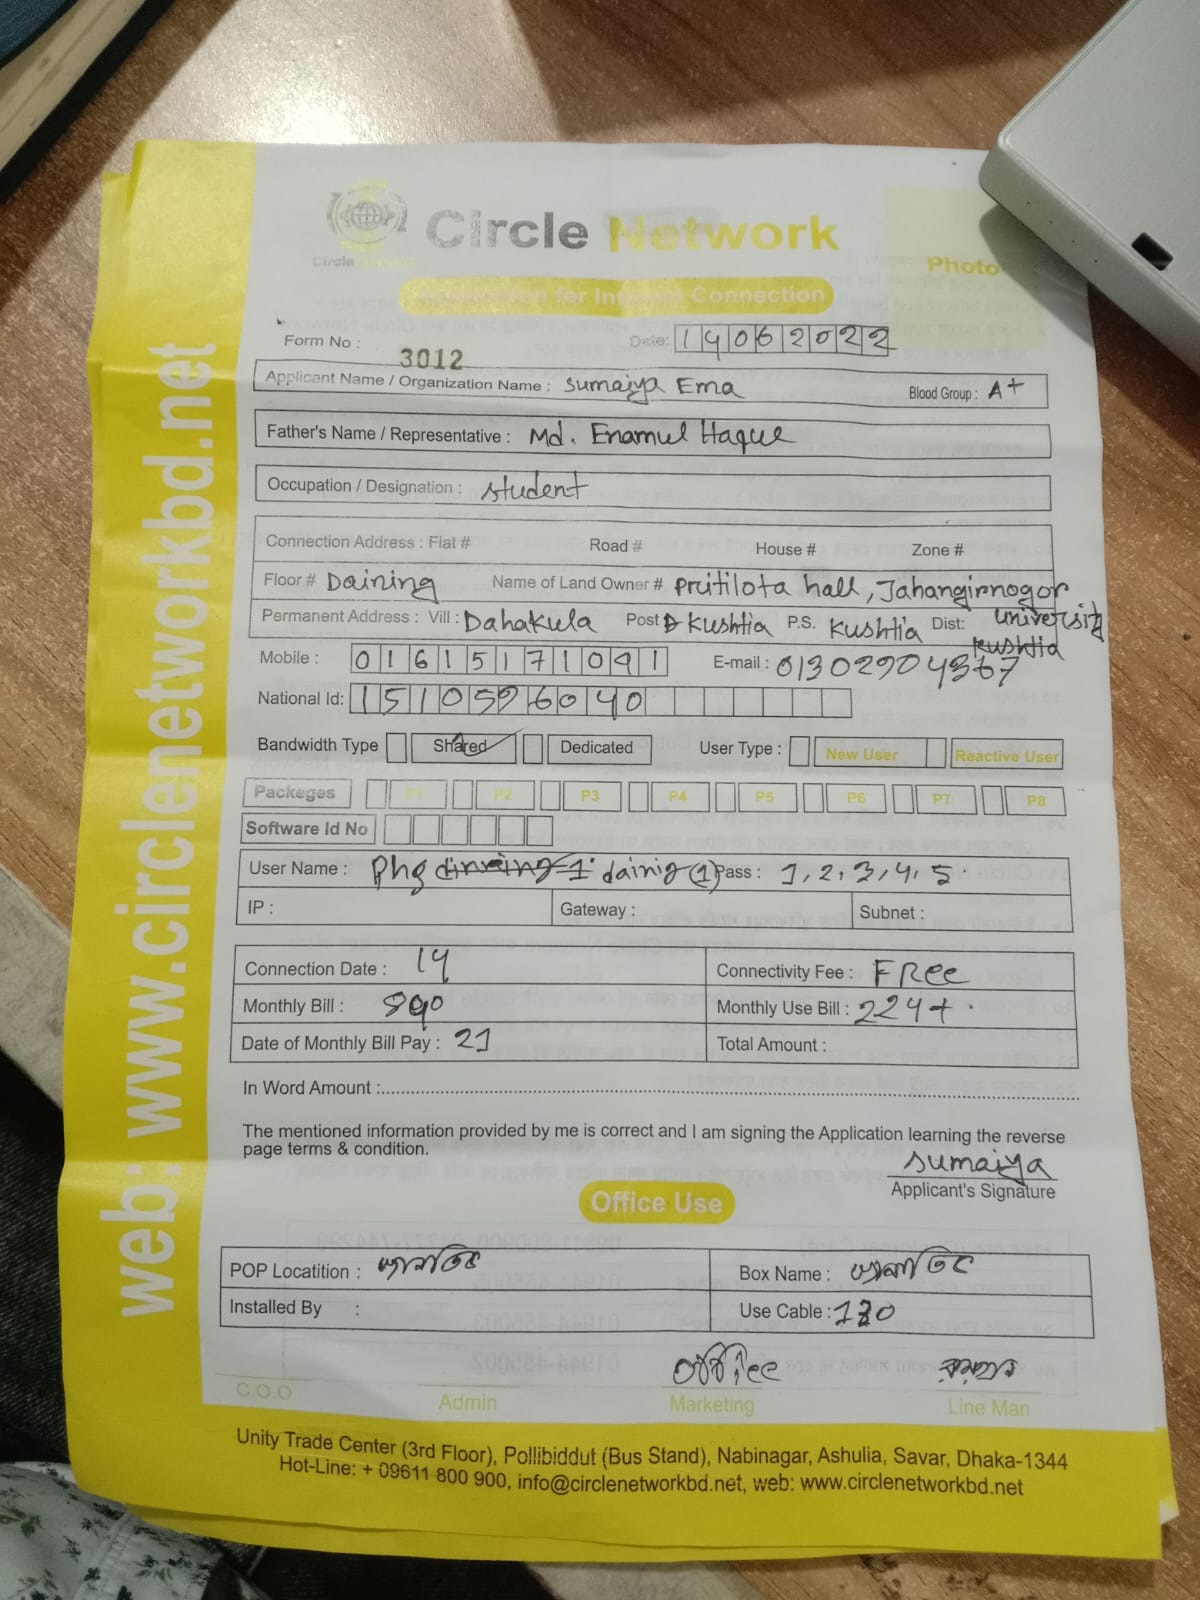 Circle Network
Circle Network
for Internet Connection
Photo
Form No : 3012
Date: 14062022
Applicant Name / Organization Name : Sumaiya Ema
Blood Group : A+
Father's Name / Representative : Md. Enamul Haque
Occupation / Designation : Student
Connection Address : Flat # Road # House # Zone #
Floor # Daining Name of Land Owner # Pritilota hall, Jahangirnogor
university
Permanent Address : Vill : Dahakula Post Kushtia P.S. Kushtia Dist: Kushtia
Mobile : 01615171091 E-mail : 01302904367
National Id:
Bandwidth Type Shared Dedicated User Type : New User Reactive User
Packeges P1 P2 P3 P4 P5 P6 P7 P8
Software Id No
User Name : Phg dainig (1) Pass : 1, 2, 3, 4, 5.
IP : Gateway : Subnet :
Connection Date : 14 Connectivity Fee : FRee
Monthly Bill : 890 Monthly Use Bill : 224+
Date of Monthly Bill Pay : 21 Total Amount :
In Word Amount :
The mentioned information provided by me is correct and I am signing the Application learning the reverse
page terms & condition.
Sumaiya
Applicant's Signature
Office Use
POP Locatition : Box Name :
Installed By : Use Cable : 130
office
C.O.O Admin Marketing Line Man
Unity Trade Center (3rd Floor), Pollibiddut (Bus Stand), Nabinagar, Ashulia, Savar, Dhaka-1344
Hot-Line: + 09611 800 900, info@circlenetworkbd.net, web: www.circlenetworkbd.net
web: www.circlenetworkbd.net